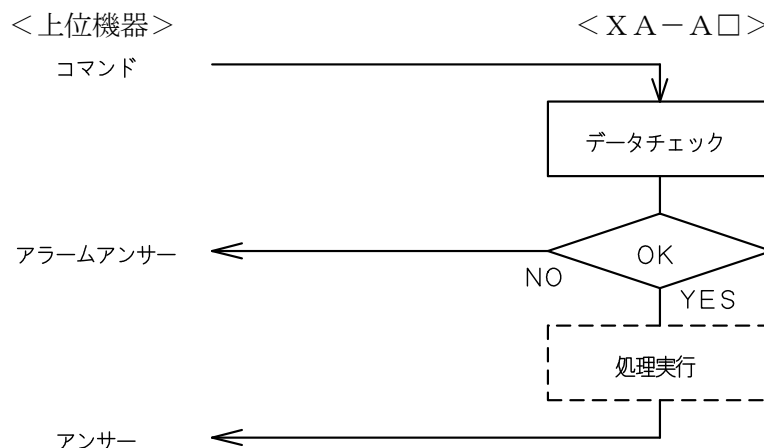 ＜上位機器＞ ＜ＸＡ－Ａ□＞
コマンド
データチェック
アラームアンサー
OK
NO
YES
処理実行
アンサー